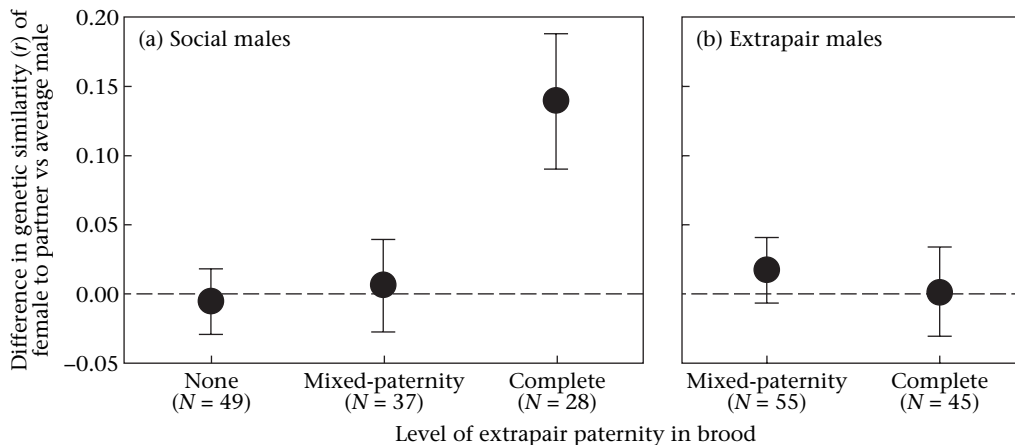 Difference in genetic similarity (r) of
female to partner vs average male
0.20
0.15
0.10
0.05
0.00
–0.05
(a) Social males
(b) Extrapair males
None
(N = 49)
Mixed-paternity
(N = 37)
Complete
(N = 28)
Mixed-paternity
(N = 55)
Complete
(N = 45)
Level of extrapair paternity in brood